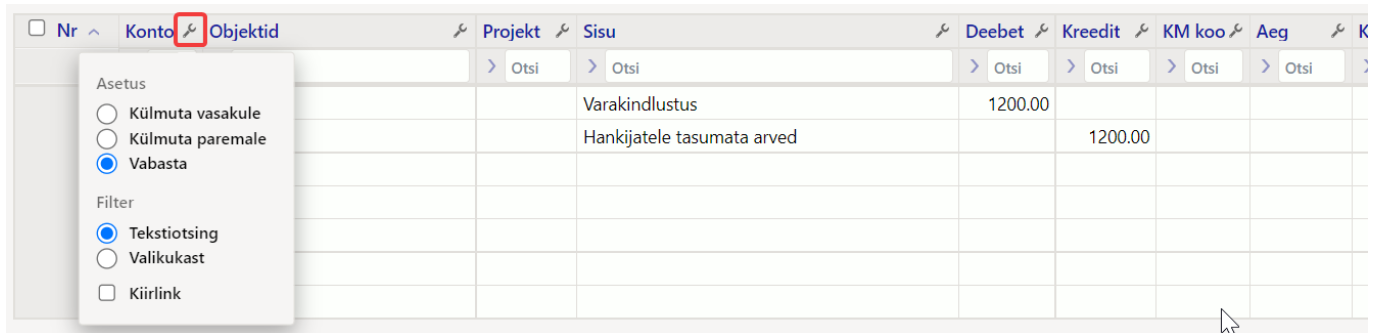 Nr Konto Objektid Projekt Sisu Deebet Kreedit KM koo Aeg K
Otsi Otsi Otsi Otsi Otsi Otsi
Asetus
Külmuta vasakule
Külmuta paremale
Vabasta
Filter
Tekstiotsing
Valikukast
Kiirlink
Varakindlustus 1200.00
Hankijatele tasumata arved 1200.00